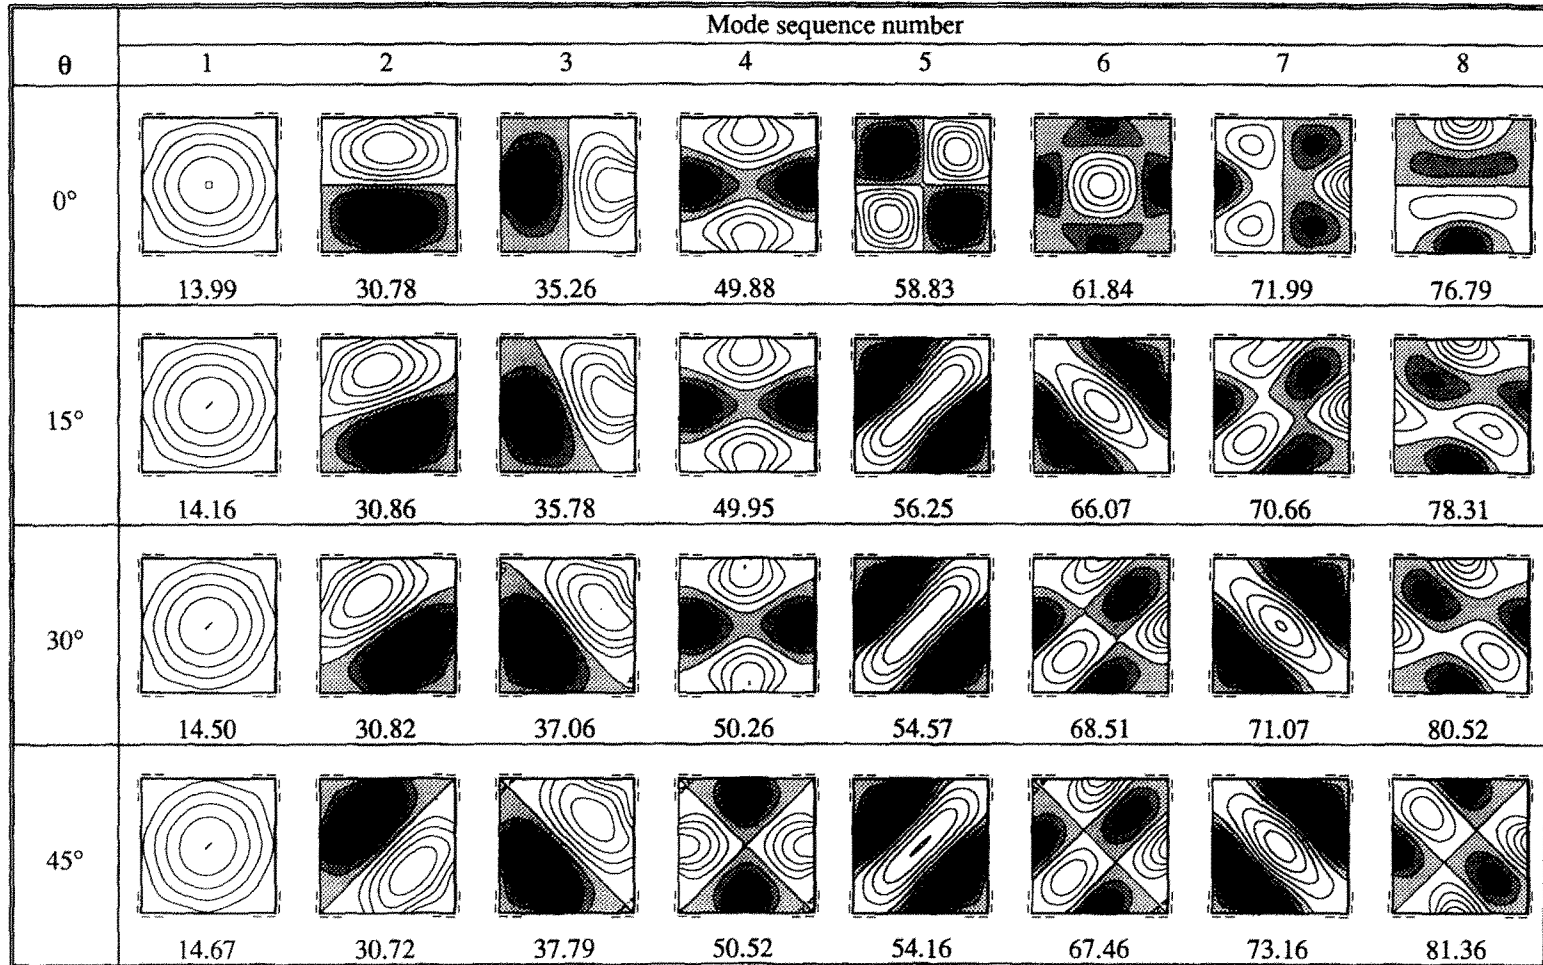 Mode sequence number
θ 1 2 3 4 5 6 7 8
0°
13.99 30.78 35.26 49.88 58.83 61.84 71.99 76.79
15°
14.16 30.86 35.78 49.95 56.25 66.07 70.66 78.31
30°
14.50 30.82 37.06 50.26 54.57 68.51 71.07 80.52
45°
14.67 30.72 37.79 50.52 54.16 67.46 73.16 81.36